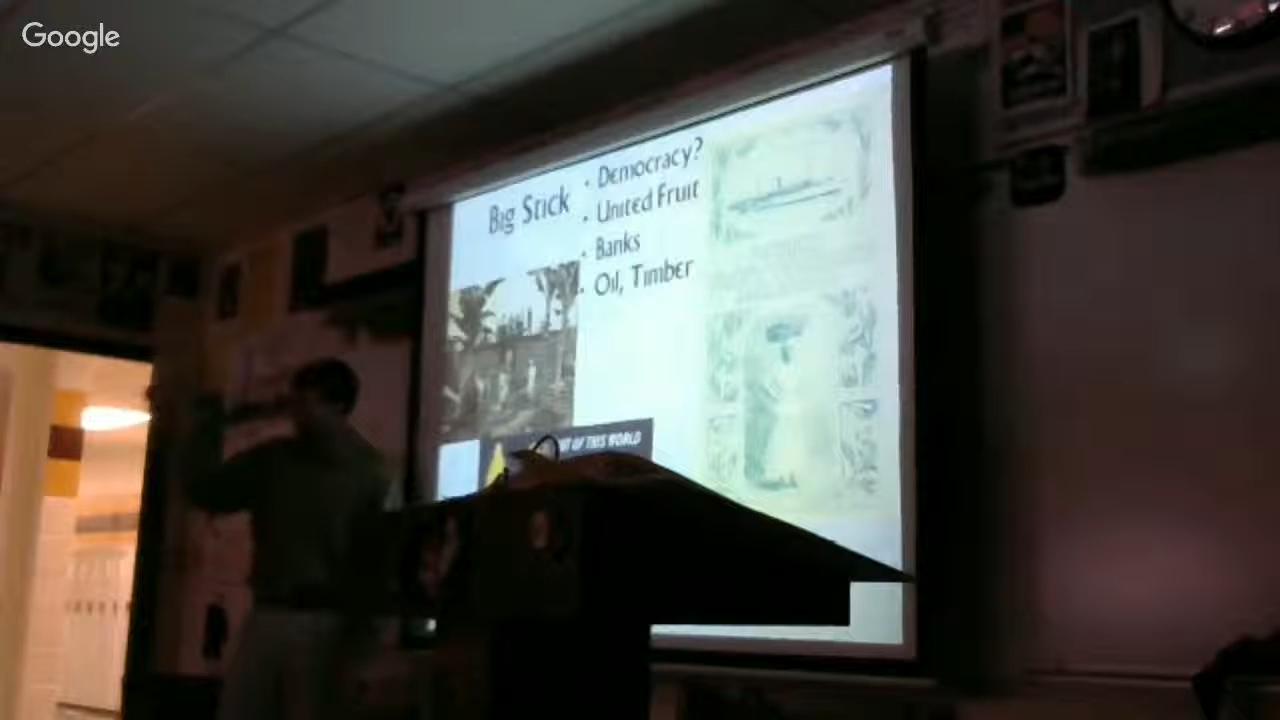 Google
Big Stick
• Democracy?
• United Fruit
• Banks
• Oil, Timber
OF THIS WORLD